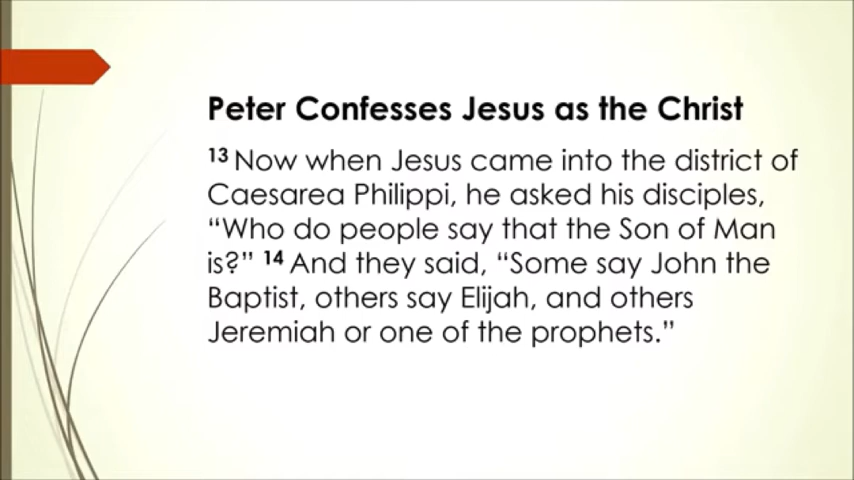 Peter Confesses Jesus as the Christ
13 Now when Jesus came into the district of
Caesarea Philippi, he asked his disciples,
“Who do people say that the Son of Man
is?” 14 And they said, “Some say John the
Baptist, others say Elijah, and others
Jeremiah or one of the prophets.”